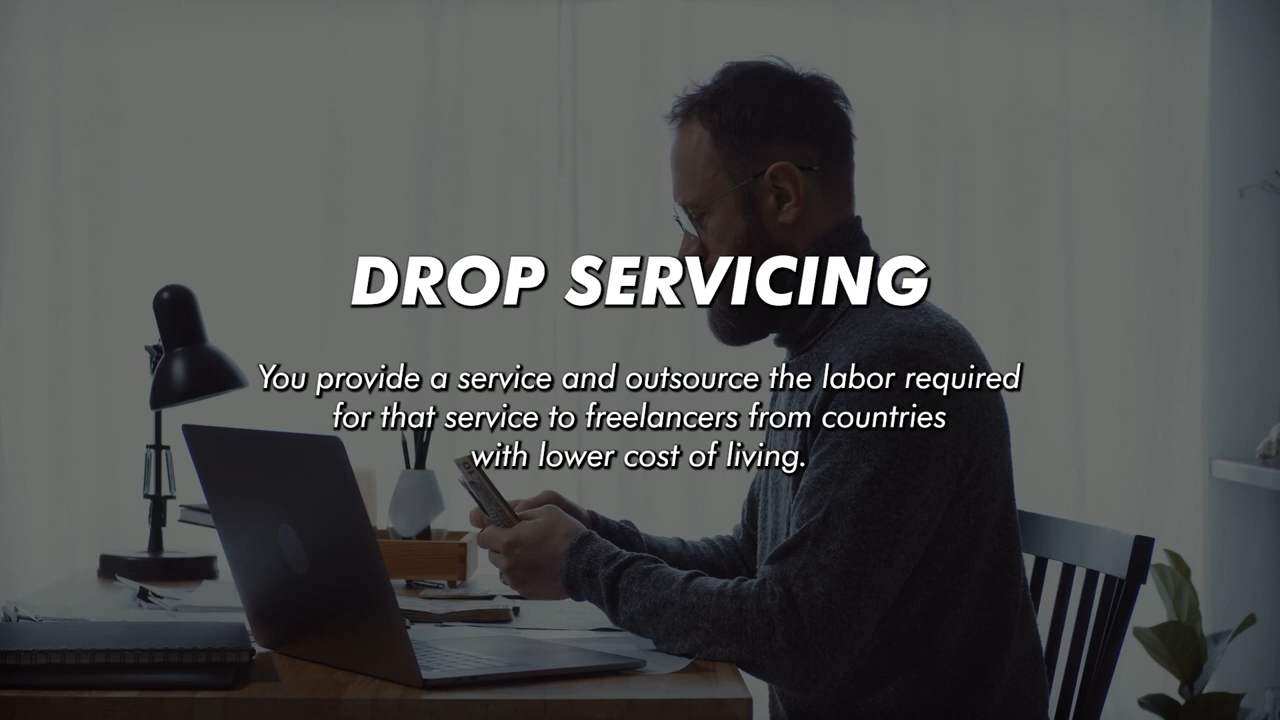 DROP SERVICING
You provide a service and outsource the labor required
for that service to freelancers from countries
with lower cost of living.